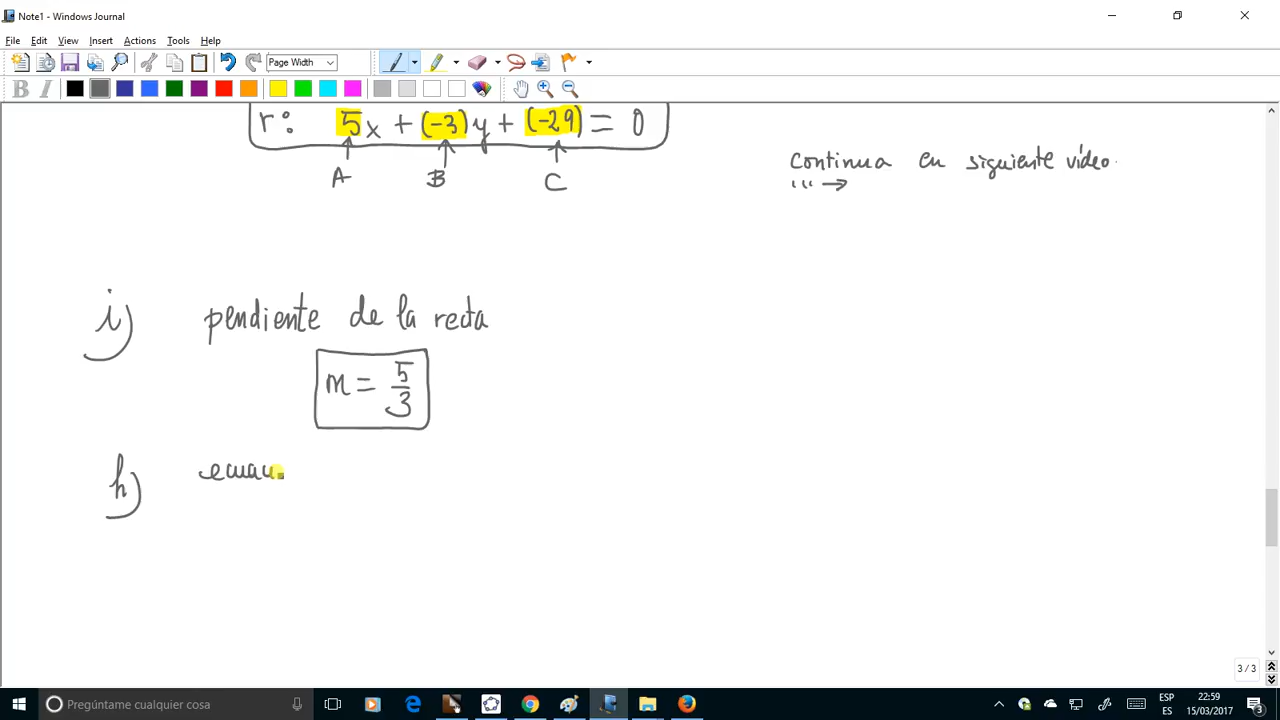 Note1 - Windows Journal
File Edit View Insert Actions Tools Help
Page Width
B I
r: 5x + (-3)y + (-29) = 0
A B C
Continua en siguiente vídeo.
... →
i) pendiente de la recta
m = 5/3
h) ecuac
3 / 3
Pregúntame cualquier cosa
ESP
ES
22:59
15/03/2017
3